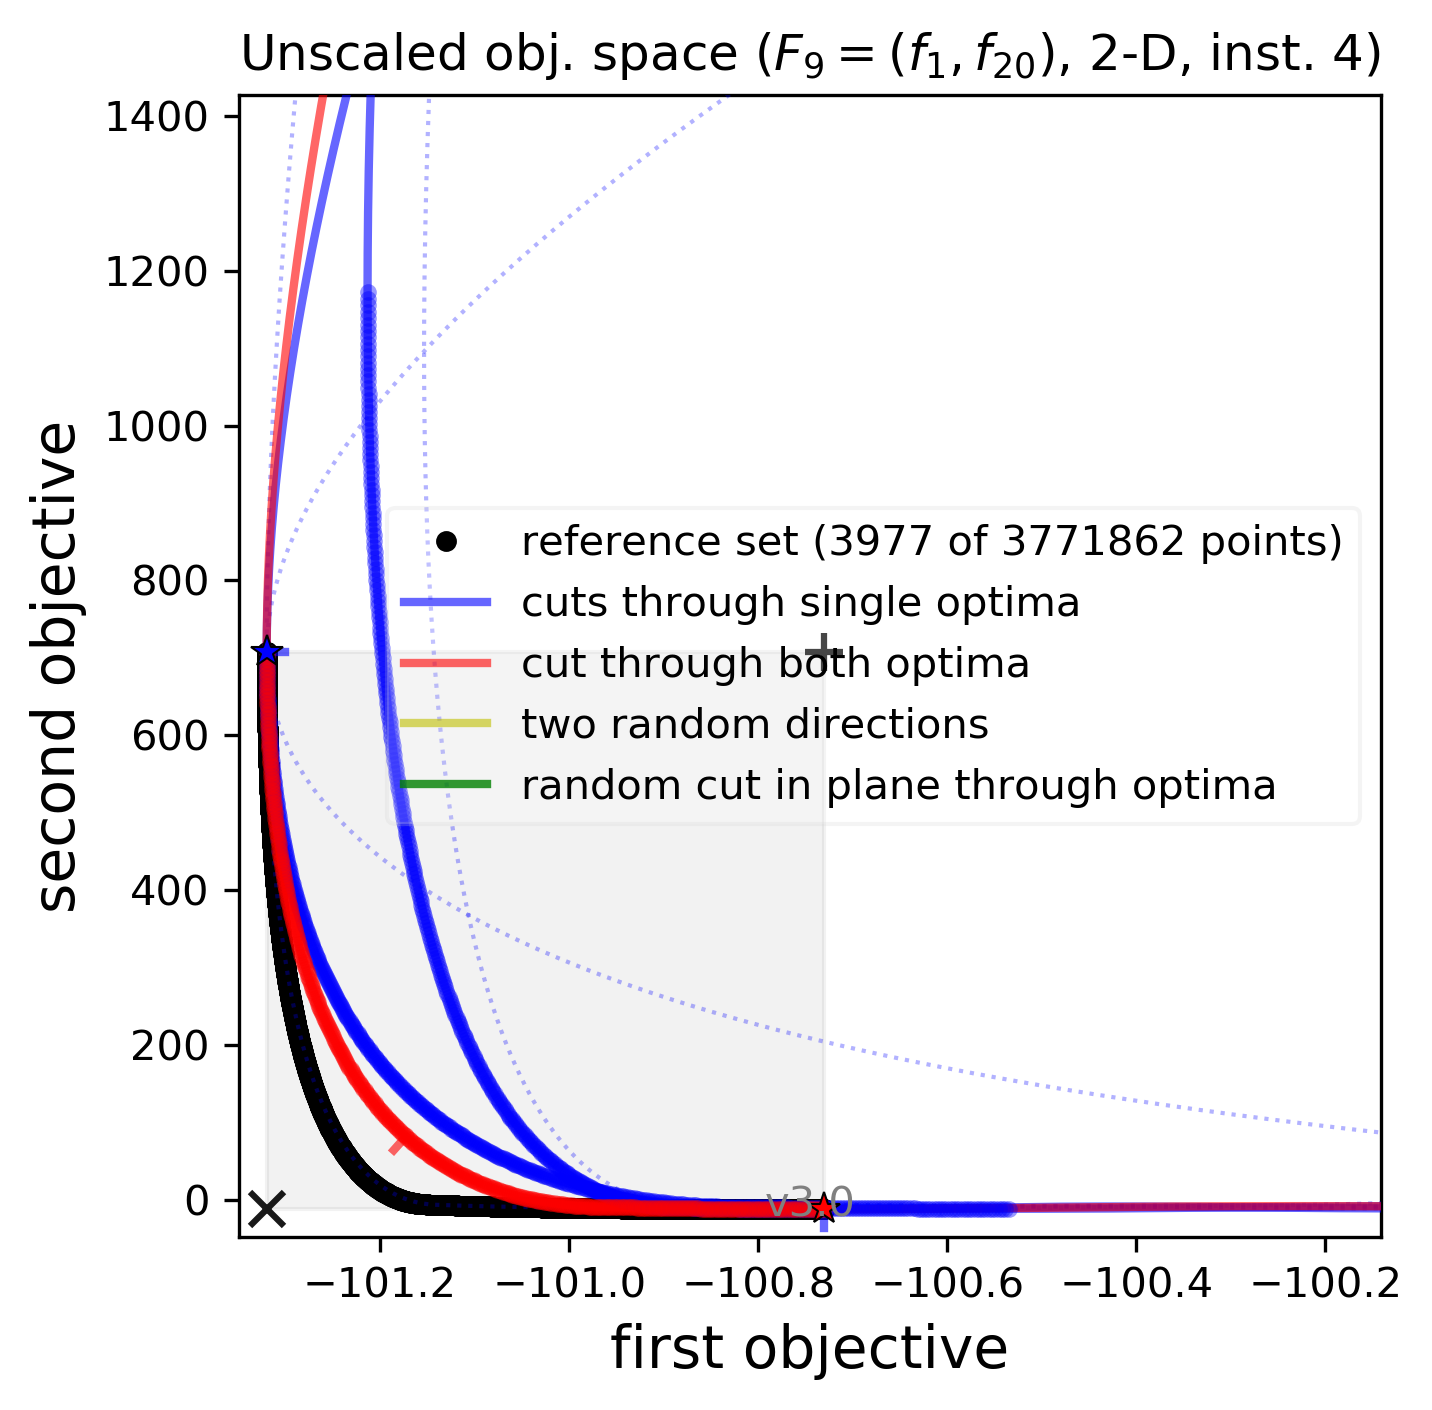 Unscaled obj. space (F₉ = (f₁, f₂₀), 2-D, inst. 4)
1400
1200
1000
800
600
400
200
0
second objective
reference set (3977 of 3771862 points)
cuts through single optima
cut through both optima
two random directions
random cut in plane through optima
v3.0
−101.2 −101.0 −100.8 −100.6 −100.4 −100.2
first objective